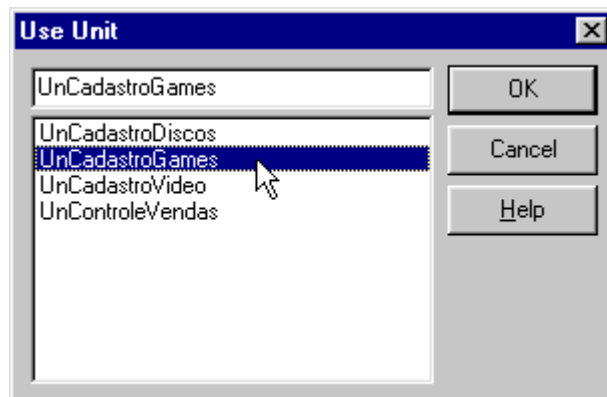 Use Unit
UnCadastroGames
OK
UnCadastroDiscos
UnCadastroGames
UnCadastroVideo
UnControleVendas
Cancel
Help